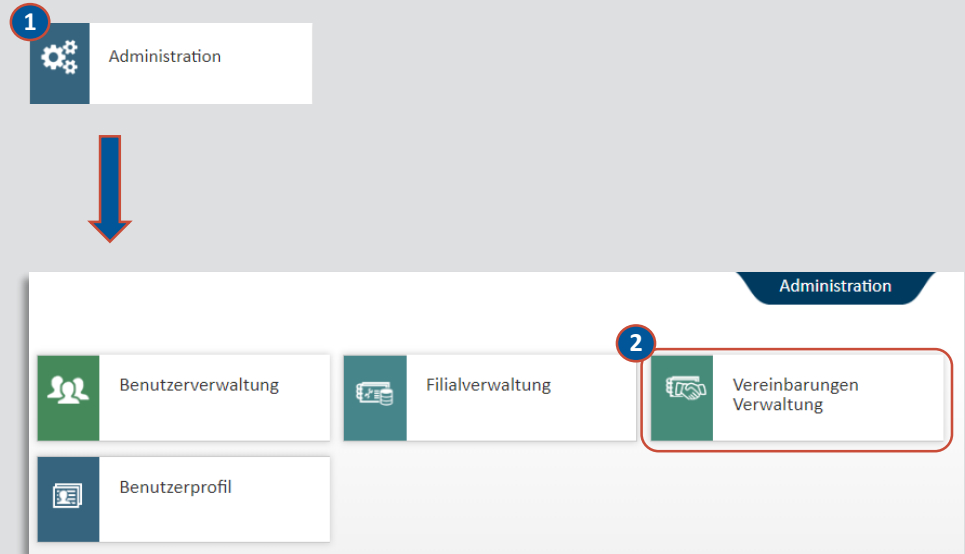 1
Administration
Administration
2
Benutzerverwaltung
Filialverwaltung
Vereinbarungen
Verwaltung
Benutzerprofil